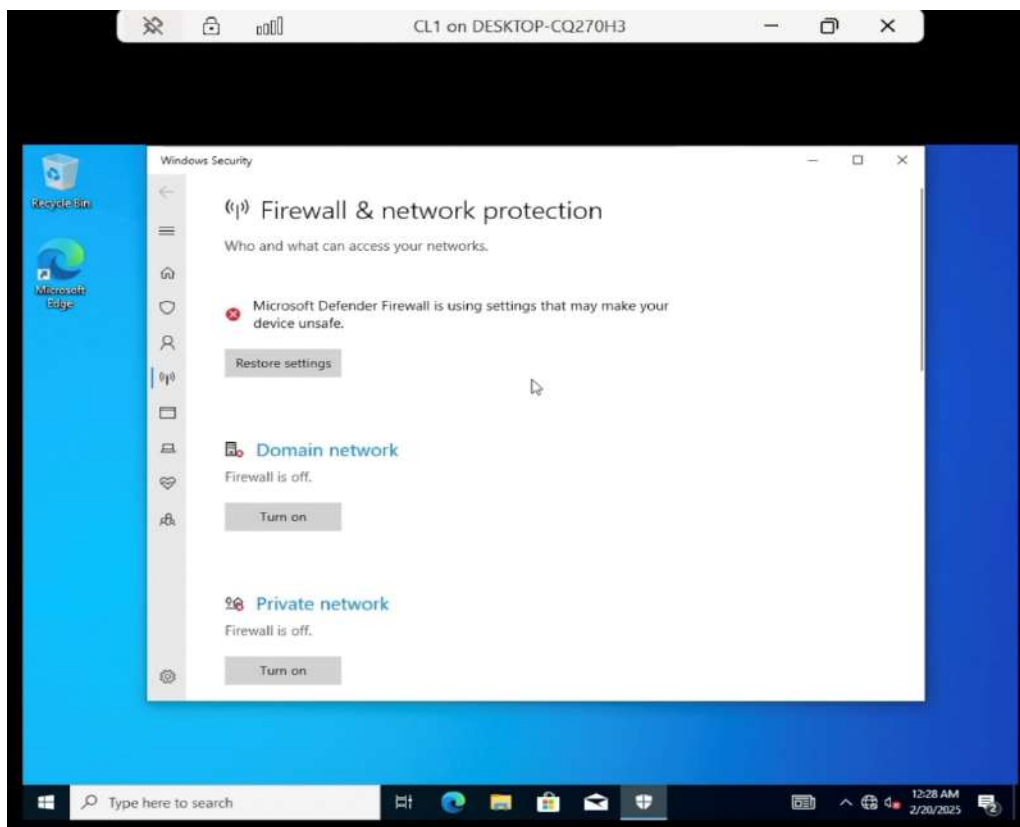 CL1 on DESKTOP-CQ270H3
Recycle Bin
Microsoft
Edge
Windows Security
Firewall & network protection
Who and what can access your networks.
Microsoft Defender Firewall is using settings that may make your
device unsafe.
Restore settings
Domain network
Firewall is off.
Turn on
Private network
Firewall is off.
Turn on
Type here to search
12:28 AM
2/20/2025
2